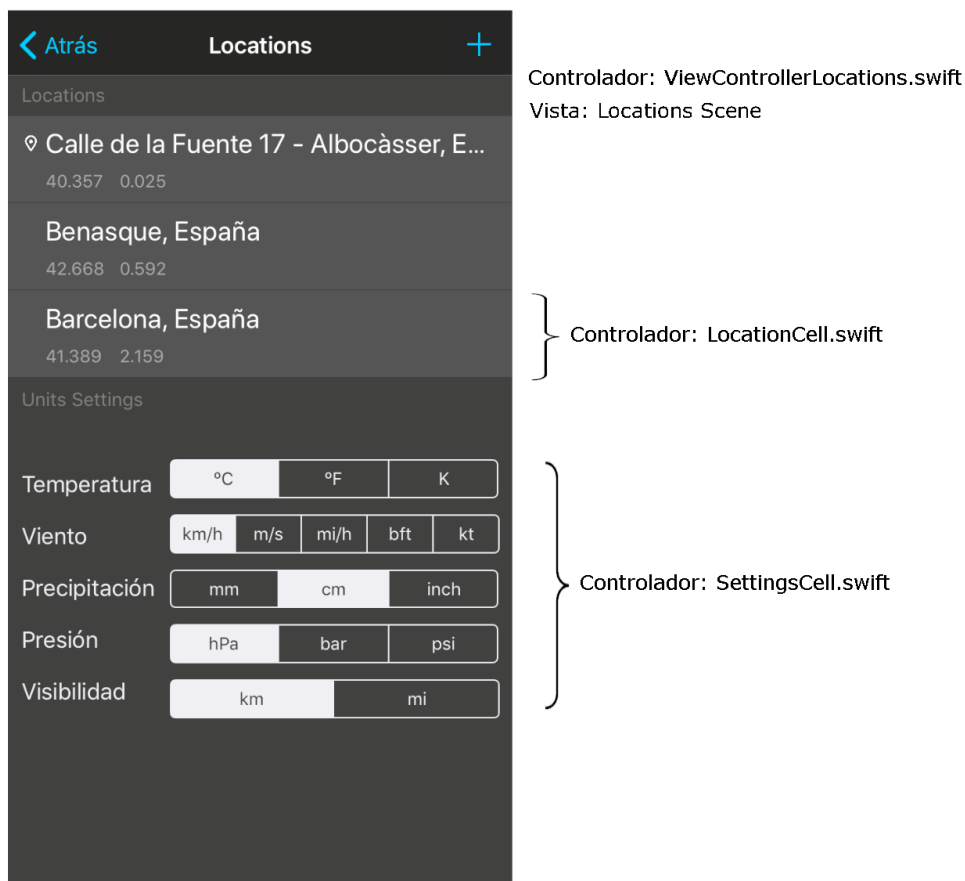 Atrás Locations +
Controlador: ViewControllerLocations.swift
Vista: Locations Scene
Locations
Calle de la Fuente 17 - Albocàsser, E...
40.357 0.025
Benasque, España
42.668 0.592
Barcelona, España
41.389 2.159
Controlador: LocationCell.swift
Units Settings
Temperatura ºC ºF K
Viento km/h m/s mi/h bft kt
Precipitación mm cm inch
Presión hPa bar psi
Visibilidad km mi
Controlador: SettingsCell.swift